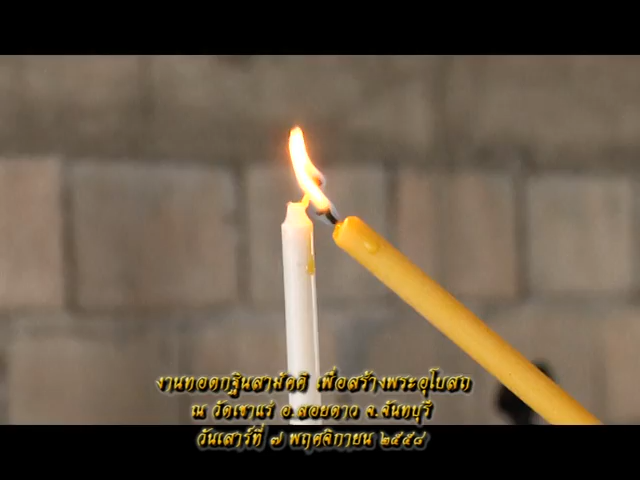 งานทอดกฐินสามัคคี เพื่อสร้างพระอุโบสถ
ณ วัดเขาแร่ อ.สอยดาว จ.จันทบุรี
วันเสาร์ที่ ๗ พฤศจิกายน ๒๕๕๘